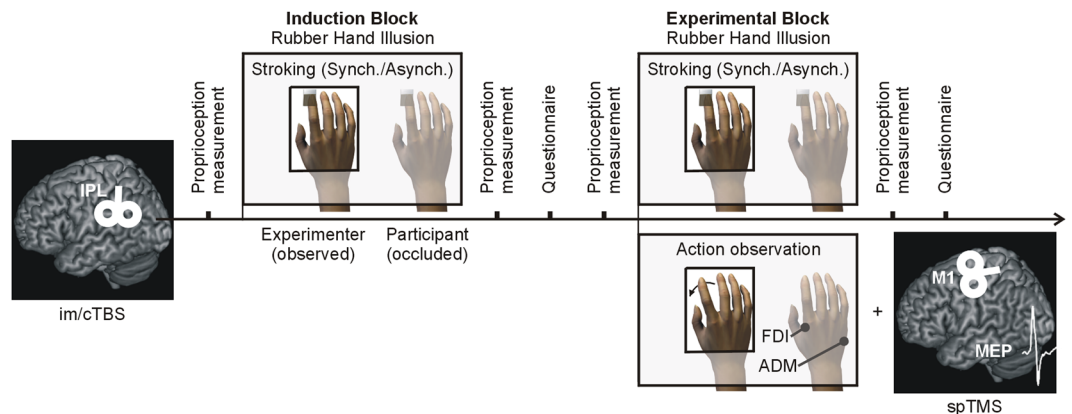 Induction Block
Rubber Hand Illusion
Stroking (Synch./Asynch.)
Experimental Block
Rubber Hand Illusion
Stroking (Synch./Asynch.)
IPL
im/cTBS
Proprioception
measurement
Experimenter
(observed)
Participant
(occluded)
Proprioception
measurement
Questionnaire
Proprioception
measurement
Proprioception
measurement
Questionnaire
Action observation
FDI
ADM
+
M1
MEP
spTMS